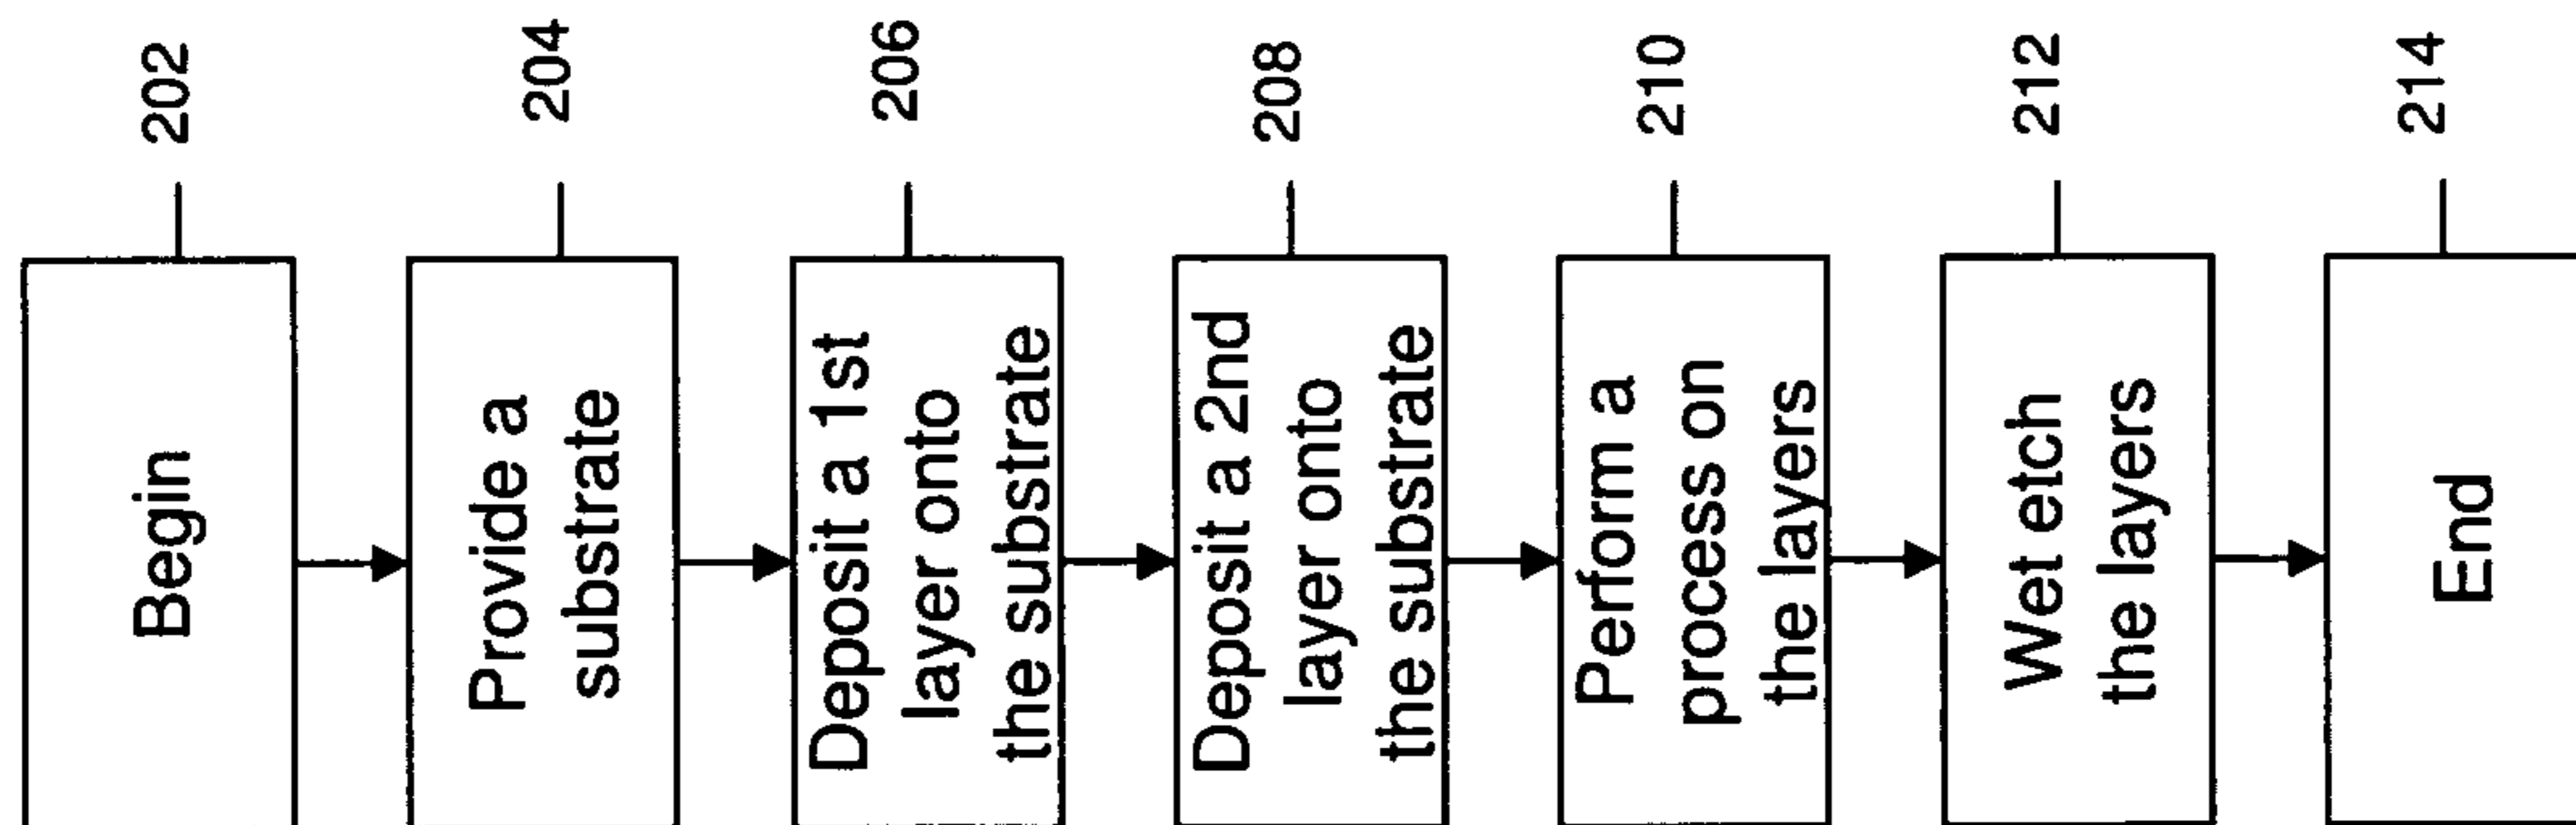 Begin
202
Provide a
substrate
204
Deposit a 1st
layer onto
the substrate
206
Deposit a 2nd
layer onto
the substrate
208
Perform a
process on
the layers
210
Wet etch
the layers
212
End
214